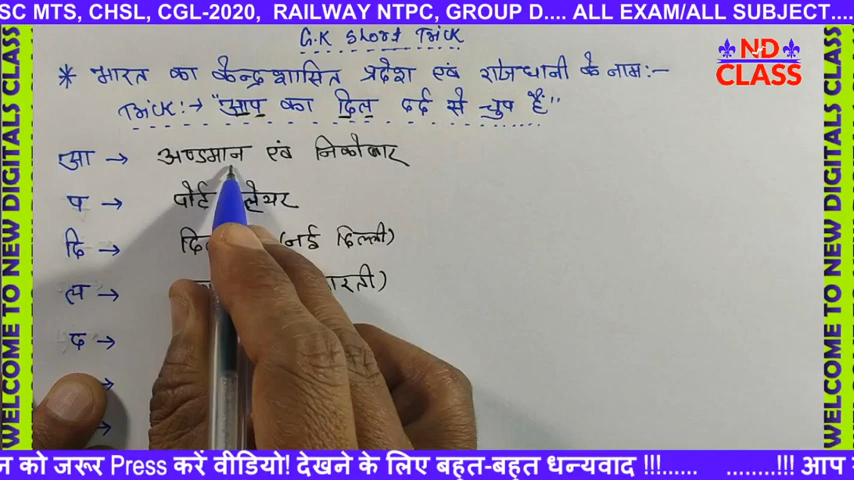 SC MTS, CHSL, CGL-2020, RAILWAY NTPC, GROUP D.... ALL EXAM/ALL SUBJECT....
G.K Short Trick
ND CLASS
* भारत का केन्द्रशासित प्रदेश एवं राजधानी के नाम:-
Trick:→ "आप का दिल दर्द से चुप हैं"
आ → अण्डमान एंव निकोबार
प → पोर्ट लेयर
दि → दि (नई दिल्ली)
ल → रती)
द →
WELCOME TO NEW DIGITALS CLASS
WELCOME TO NEW DIGITALS CLASS
न को जरूर Press करें वीडियो! देखने के लिए बहुत-बहुत धन्यवाद !!!...... ........!!! आप